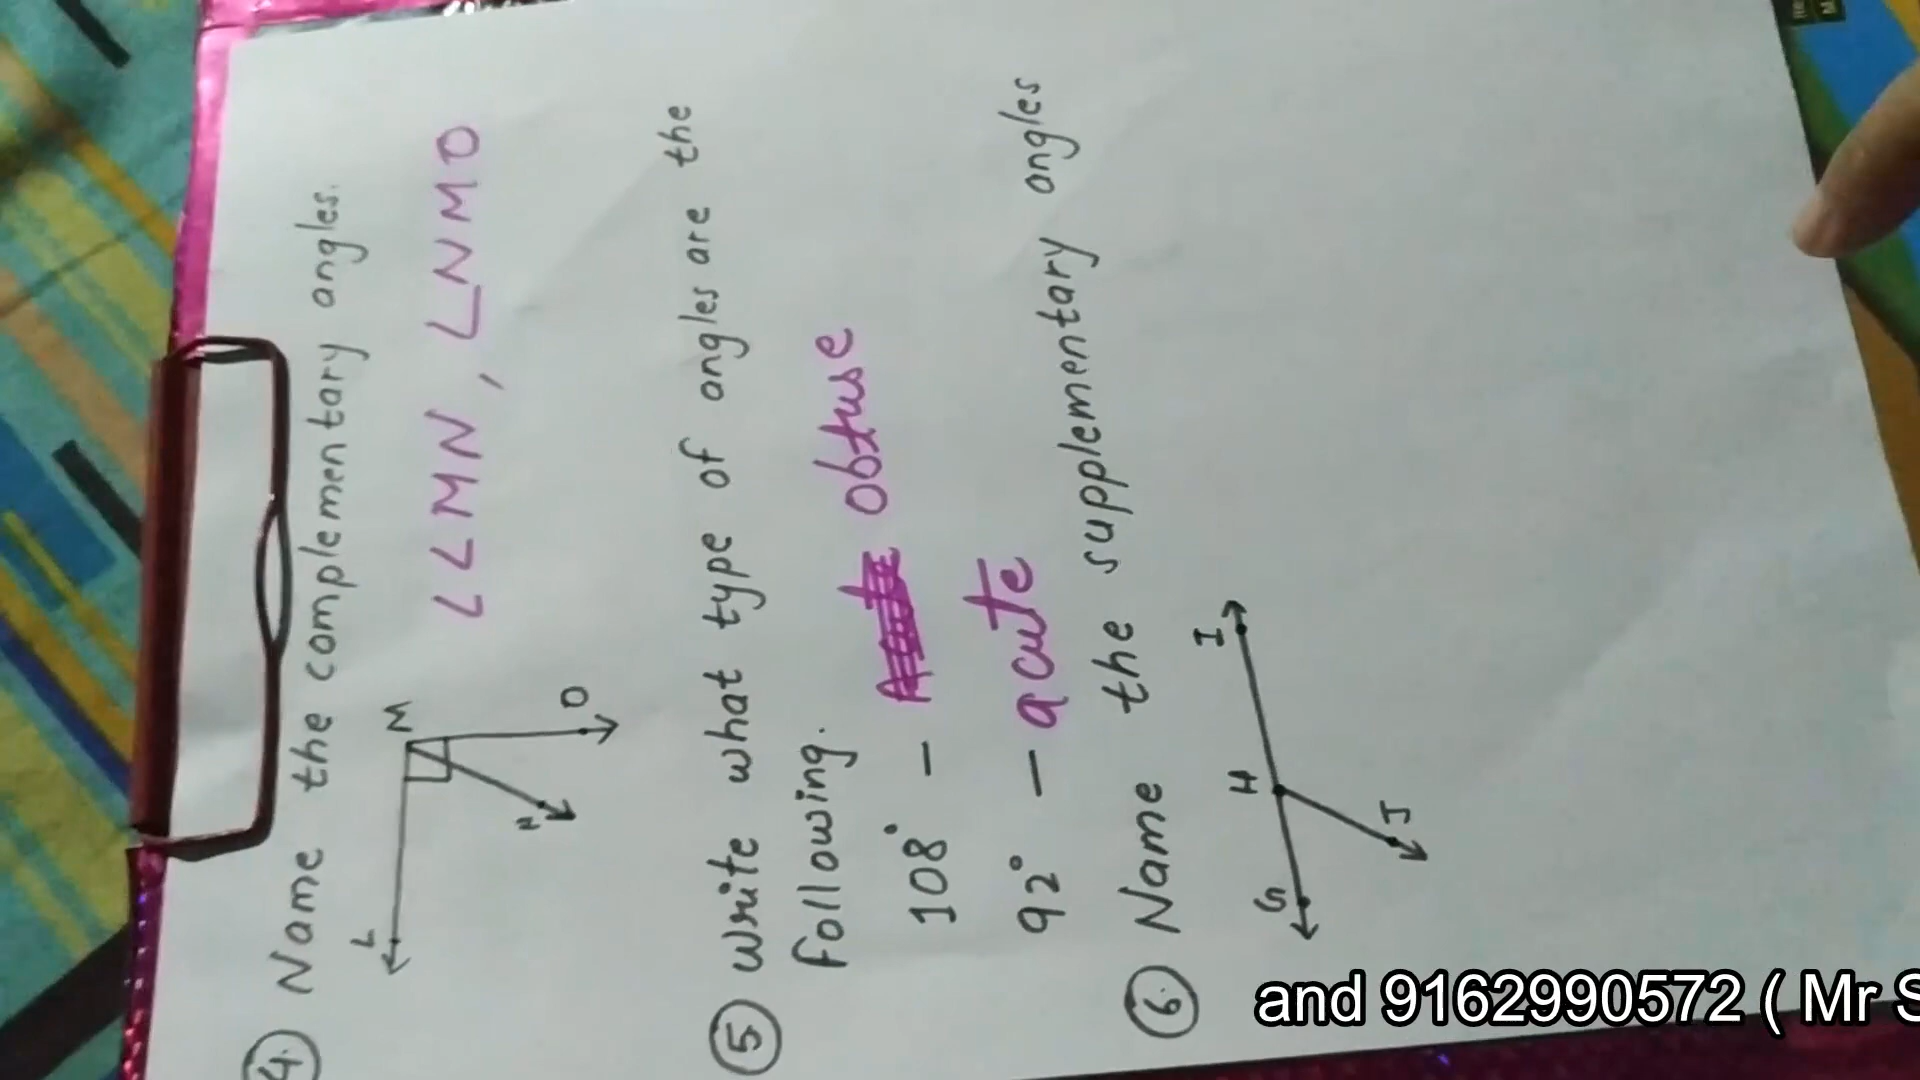 4. Name the complementary angles.
L
M
N
O
∠LMN, ∠NMO
5 write what type of angles are the
following.
108° - obtuse
92° - acute
6. Name the supplementary angles
G
H
I
J
and 9162990572 ( Mr S